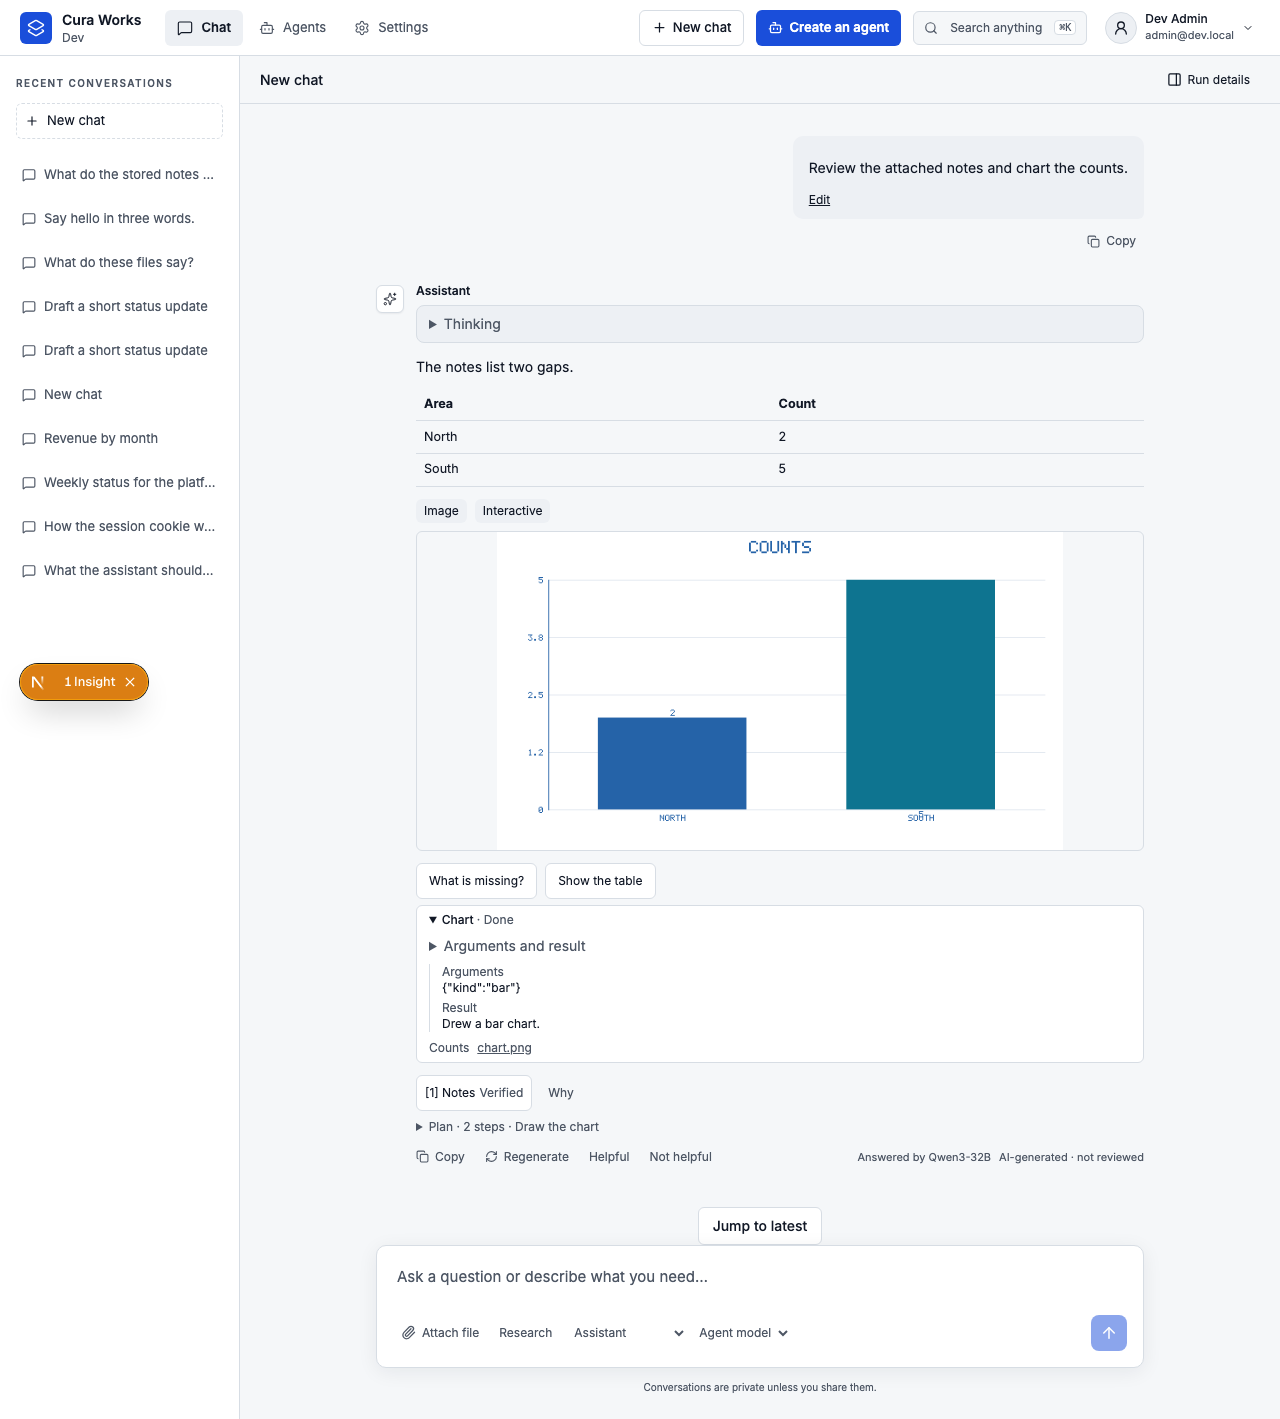 Cura Works
Dev
Chat
Agents
Settings
New chat
Create an agent
Search anything
⌘K
Dev Admin
admin@dev.local
RECENT CONVERSATIONS
New chat
What do the stored notes ...
Say hello in three words.
What do these files say?
Draft a short status update
Draft a short status update
New chat
Revenue by month
Weekly status for the platf...
How the session cookie w...
What the assistant should...
1 Insight
New chat
Run details
Review the attached notes and chart the counts.
Edit
Copy
Assistant
Thinking
The notes list two gaps.
Area Count
North 2
South 5
Image Interactive
COUNTS
5
3.8
2.5
1.2
0
2
5
NORTH
SOUTH
What is missing?
Show the table
Chart · Done
Arguments and result
Arguments
{"kind":"bar"}
Result
Drew a bar chart.
Counts chart.png
[1] Notes Verified
Why
Plan · 2 steps · Draw the chart
Copy
Regenerate
Helpful
Not helpful
Answered by Qwen3-32B
AI-generated · not reviewed
Jump to latest
Ask a question or describe what you need...
Attach file
Research
Assistant
Agent model
Conversations are private unless you share them.